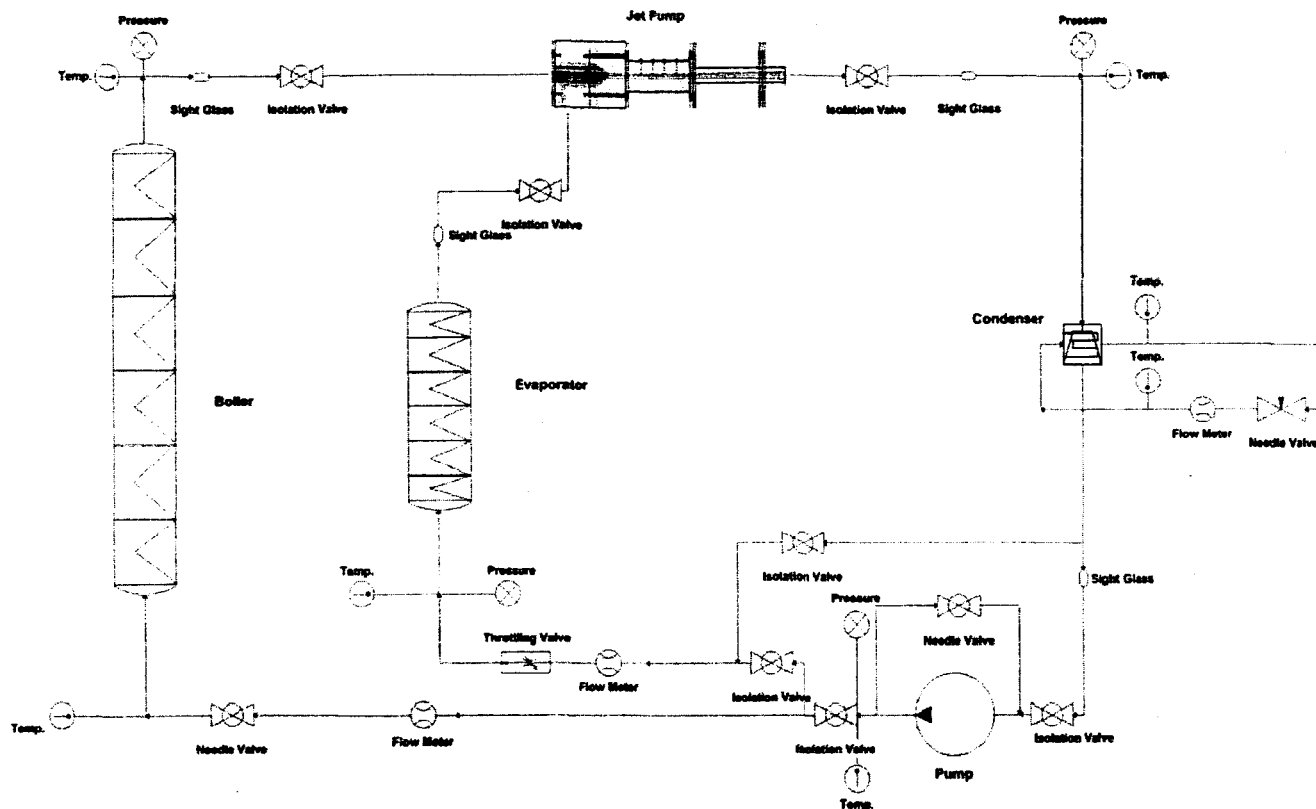 Jet Pump
Pressure
Pressure
Temp.
Temp.
Sight Glass
Isolation Valve
Isolation Valve
Sight Glass
Isolation Valve
Sight Glass
Temp.
Condenser
Temp.
Evaporator
Boiler
Flow Meter
Needle Valve
Temp.
Pressure
Isolation Valve
Sight Glass
Pressure
Throttling Valve
Needle Valve
Flow Meter
Isolation Valve
Temp.
Needle Valve
Flow Meter
Isolation Valve
Isolation Valve
Pump
Temp.